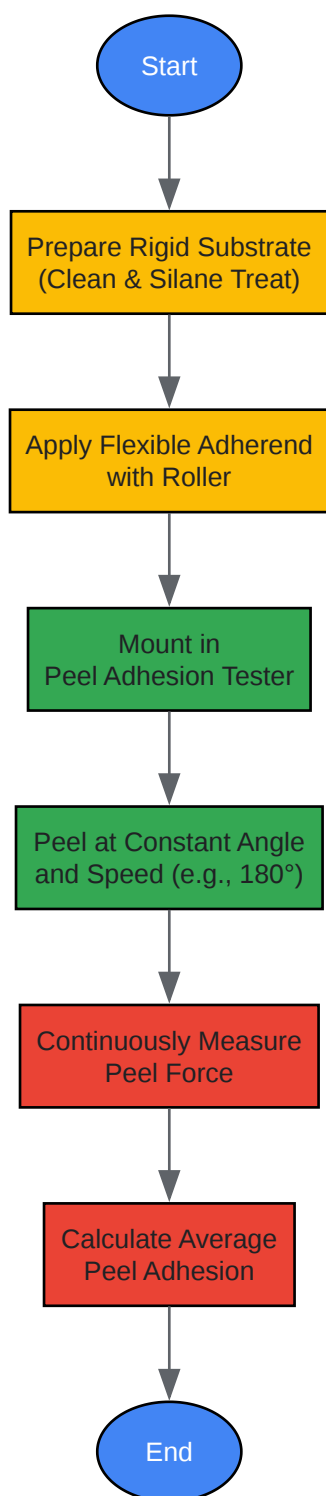 Start
Prepare Rigid Substrate
(Clean & Silane Treat)
Apply Flexible Adherend
with Roller
Mount in
Peel Adhesion Tester
Peel at Constant Angle
and Speed (e.g., 180°)
Continuously Measure
Peel Force
Calculate Average
Peel Adhesion
End